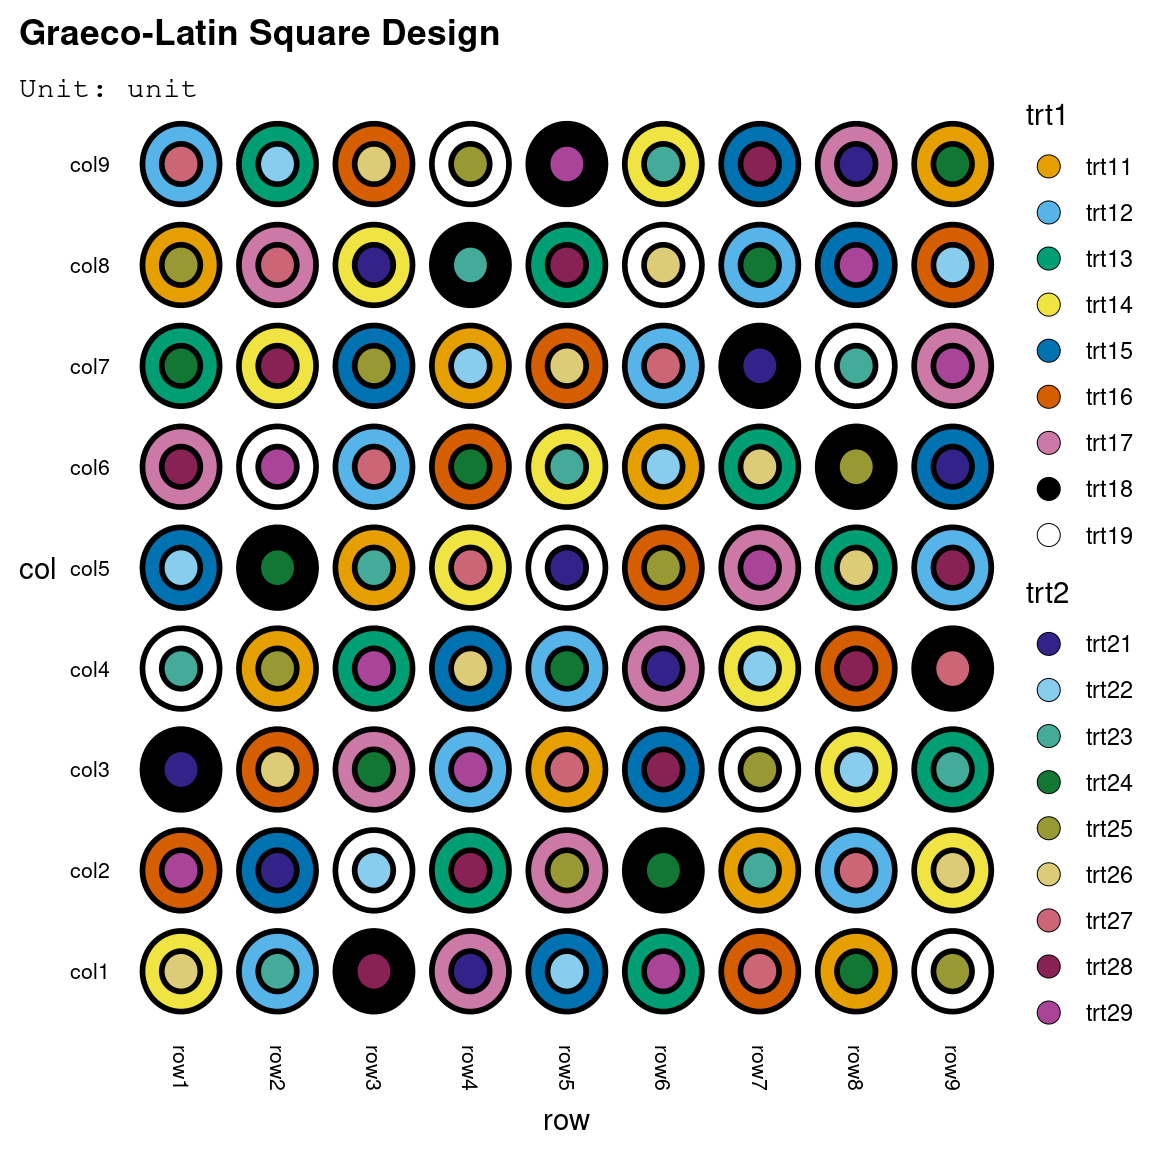 Graeco-Latin Square Design
Unit: unit
col9
col8
col7
col6
col5
col4
col3
col2
col1
col
row1
row2
row3
row4
row5
row6
row7
row8
row9
row
trt1
trt11
trt12
trt13
trt14
trt15
trt16
trt17
trt18
trt19
trt2
trt21
trt22
trt23
trt24
trt25
trt26
trt27
trt28
trt29